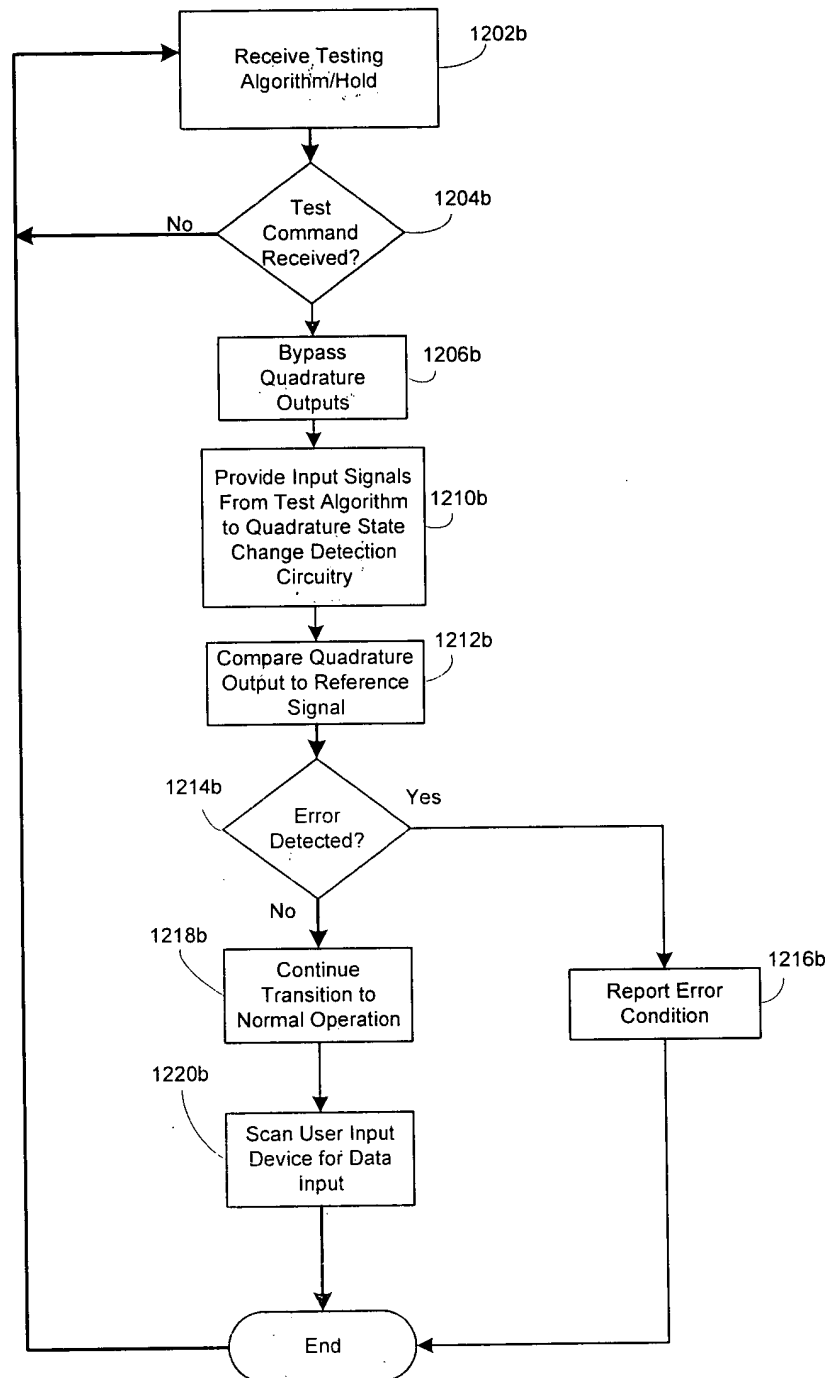 1202b
Receive Testing
Algorithm/Hold
1204b
Test
Command
Received?
No
1206b
Bypass
Quadrature
Outputs
Provide Input Signals
From Test Algorithm
to Quadrature State
Change Detection
Circuitry
1210b
1212b
Compare Quadrature
Output to Reference
Signal
1214b
Yes
Error
Detected?
No
1218b
Continue
Transition to
Normal Operation
1216b
Report Error
Condition
1220b
Scan User Input
Device for Data
input
End